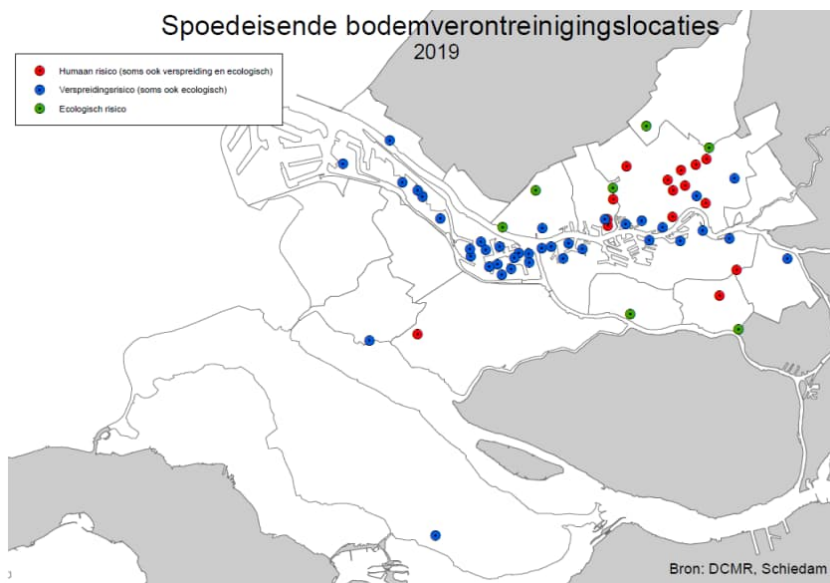 Spoedeisende bodemverontreinigingslocaties
2019
Humaan risico (soms ook verspreiding en ecologisch)
Verspreidingsrisico (soms ook ecologisch)
Ecologisch risico
Bron: DCMR, Schiedam